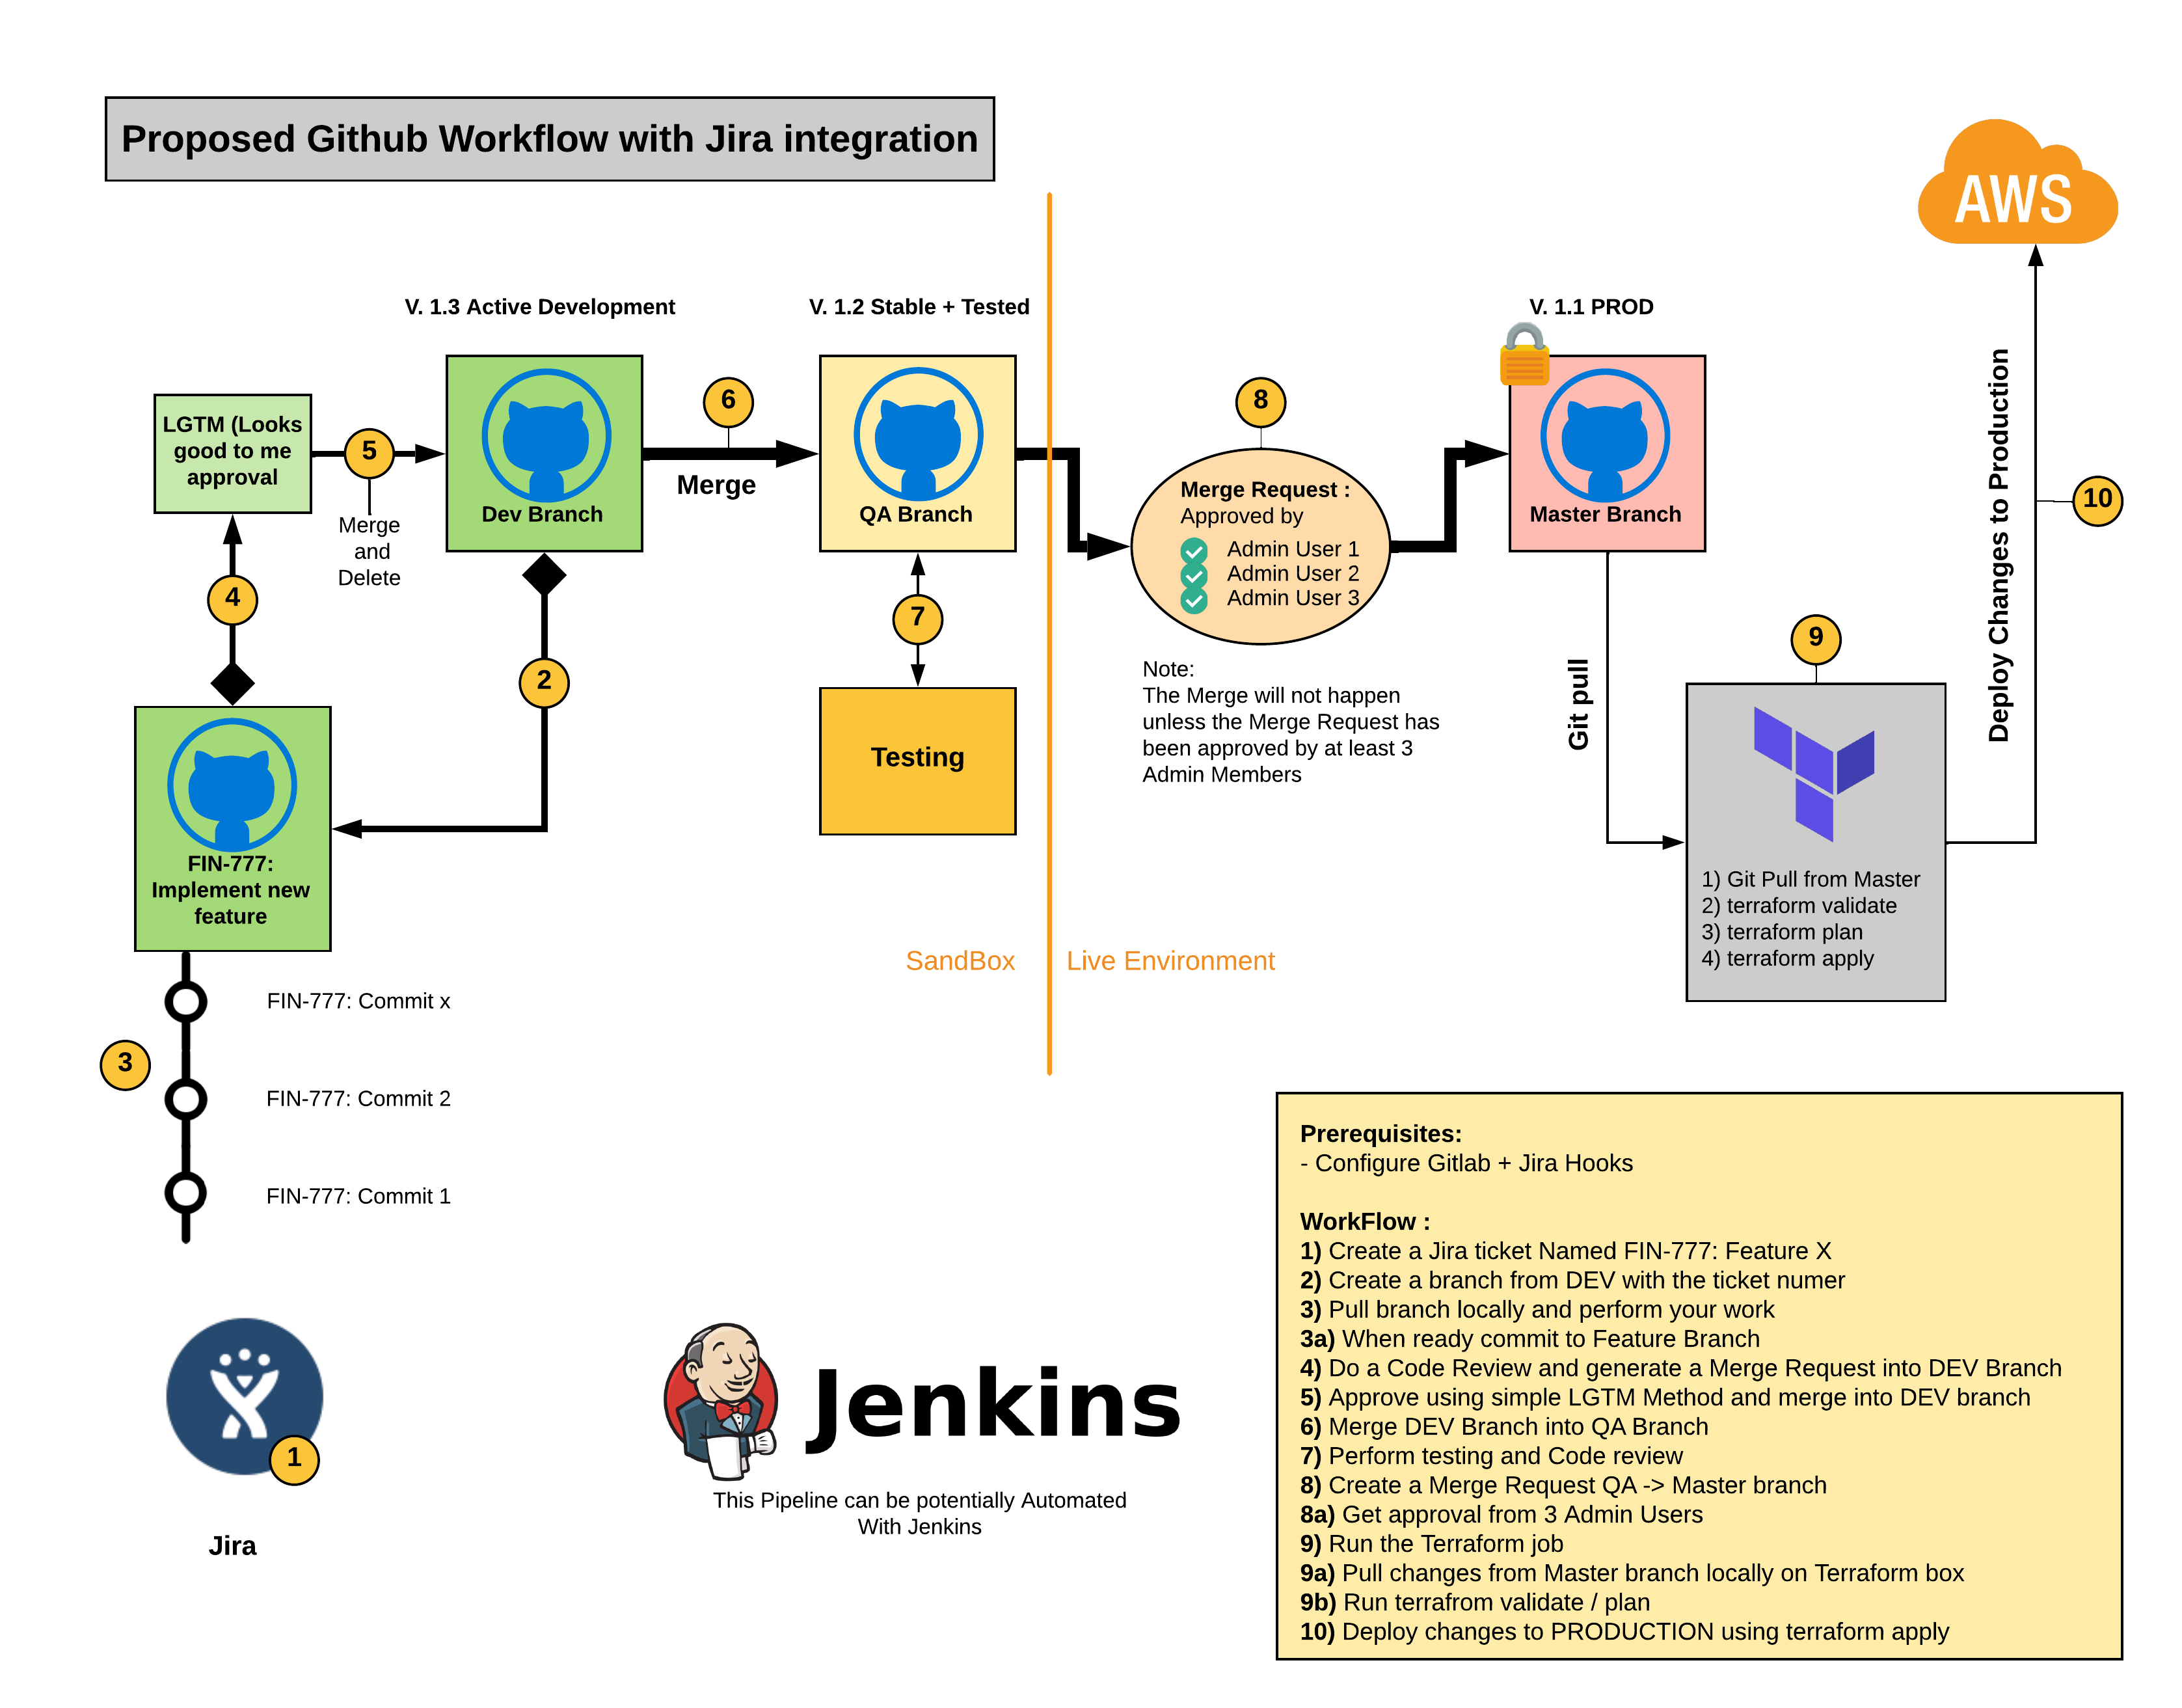 Proposed Github Workflow with Jira integration
AWS
V. 1.3 Active Development
V. 1.2 Stable + Tested
V. 1.1 PROD
LGTM (Looks
good to me
approval
5
Merge
and
Delete
Dev Branch
6
Merge
QA Branch
8
Merge Request :
Approved by
Admin User 1
Admin User 2
Admin User 3
Note:
The Merge will not happen
unless the Merge Request has
been approved by at least 3
Admin Members
Master Branch
Deploy Changes to Production
10
4
2
7
Testing
Git pull
9
1) Git Pull from Master
2) terraform validate
3) terraform plan
4) terraform apply
FIN-777:
Implement new
feature
SandBox
Live Environment
FIN-777: Commit x
3
FIN-777: Commit 2
FIN-777: Commit 1
1
Jira
Jenkins
This Pipeline can be potentially Automated
With Jenkins
Prerequisites:
- Configure Gitlab + Jira Hooks
WorkFlow :
1) Create a Jira ticket Named FIN-777: Feature X
2) Create a branch from DEV with the ticket numer
3) Pull branch locally and perform your work
3a) When ready commit to Feature Branch
4) Do a Code Review and generate a Merge Request into DEV Branch
5) Approve using simple LGTM Method and merge into DEV branch
6) Merge DEV Branch into QA Branch
7) Perform testing and Code review
8) Create a Merge Request QA -> Master branch
8a) Get approval from 3 Admin Users
9) Run the Terraform job
9a) Pull changes from Master branch locally on Terraform box
9b) Run terrafrom validate / plan
10) Deploy changes to PRODUCTION using terraform apply